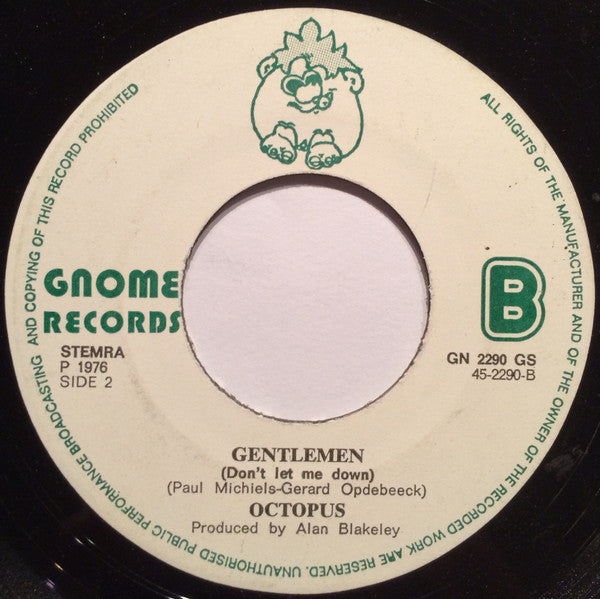 ALL RIGHTS OF THE MANUFACTURER AND OF THE OWNER OF THE RECORDED WORK ARE RESERVED. UNAUTHORISED PUBLIC PERFORMANCE BROADCASTING AND COPYING OF THIS RECORD PROHIBITED
GNOME
RECORDS
STEMRA
P 1976
SIDE 2
B
GN 2290 GS
45-2290-B
GENTLEMEN
(Don't let me down)
(Paul Michiels-Gerard Opdebeeck)
OCTOPUS
Produced by Alan Blakeley